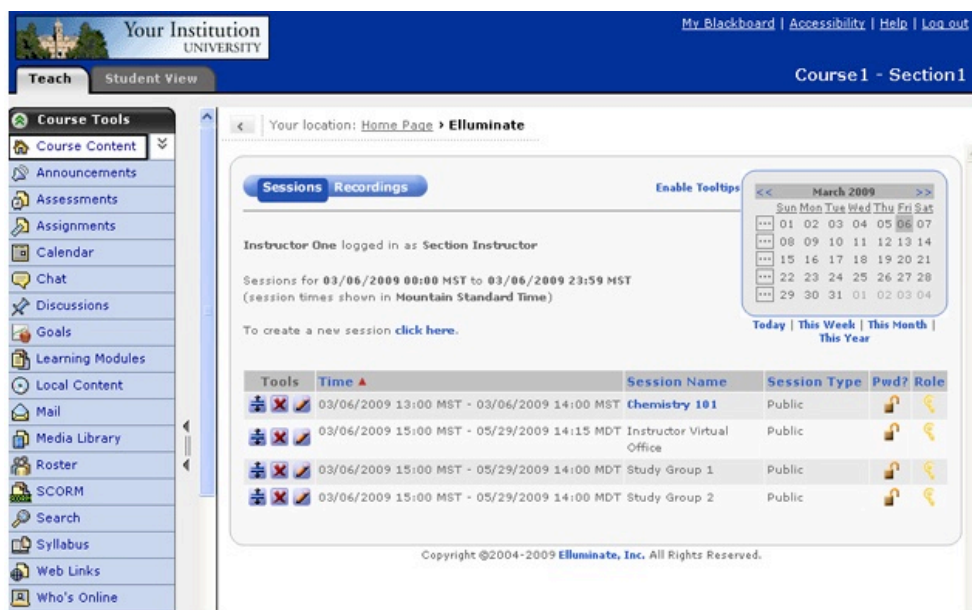 Your Institution
UNIVERSITY
My Blackboard | Accessibility | Help | Log out
Teach
Student View
Course1 - Section1
Course Tools
Course Content
Announcements
Assessments
Assignments
Calendar
Chat
Discussions
Goals
Learning Modules
Local Content
Mail
Media Library
Roster
SCORM
Search
Syllabus
Web Links
Who's Online
Your location: Home Page › Elluminate
Sessions Recordings
Enable Tooltips
<< March 2009 >>
Sun Mon Tue Wed Thu Fri Sat
01 02 03 04 05 06 07
08 09 10 11 12 13 14
15 16 17 18 19 20 21
22 23 24 25 26 27 28
29 30 31 01 02 03 04
Today | This Week | This Month |
This Year
Instructor One logged in as Section Instructor
Sessions for 03/06/2009 00:00 MST to 03/06/2009 23:59 MST
(session times shown in Mountain Standard Time)
To create a new session click here.
Tools Time Session Name Session Type Pwd? Role
03/06/2009 13:00 MST - 03/06/2009 14:00 MST Chemistry 101 Public
03/06/2009 15:00 MST - 05/29/2009 14:15 MDT Instructor Virtual Public
Office
03/06/2009 15:00 MST - 05/29/2009 14:00 MDT Study Group 1 Public
03/06/2009 15:00 MST - 05/29/2009 14:00 MDT Study Group 2 Public
Copyright ©2004-2009 Elluminate, Inc. All Rights Reserved.